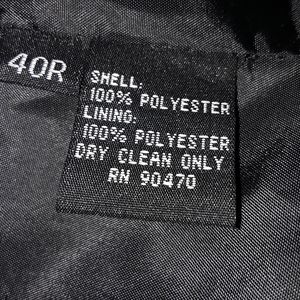 40R
SHELL:
100% POLYESTER
LINING:
100% POLYESTER
DRY CLEAN ONLY
RN 90470